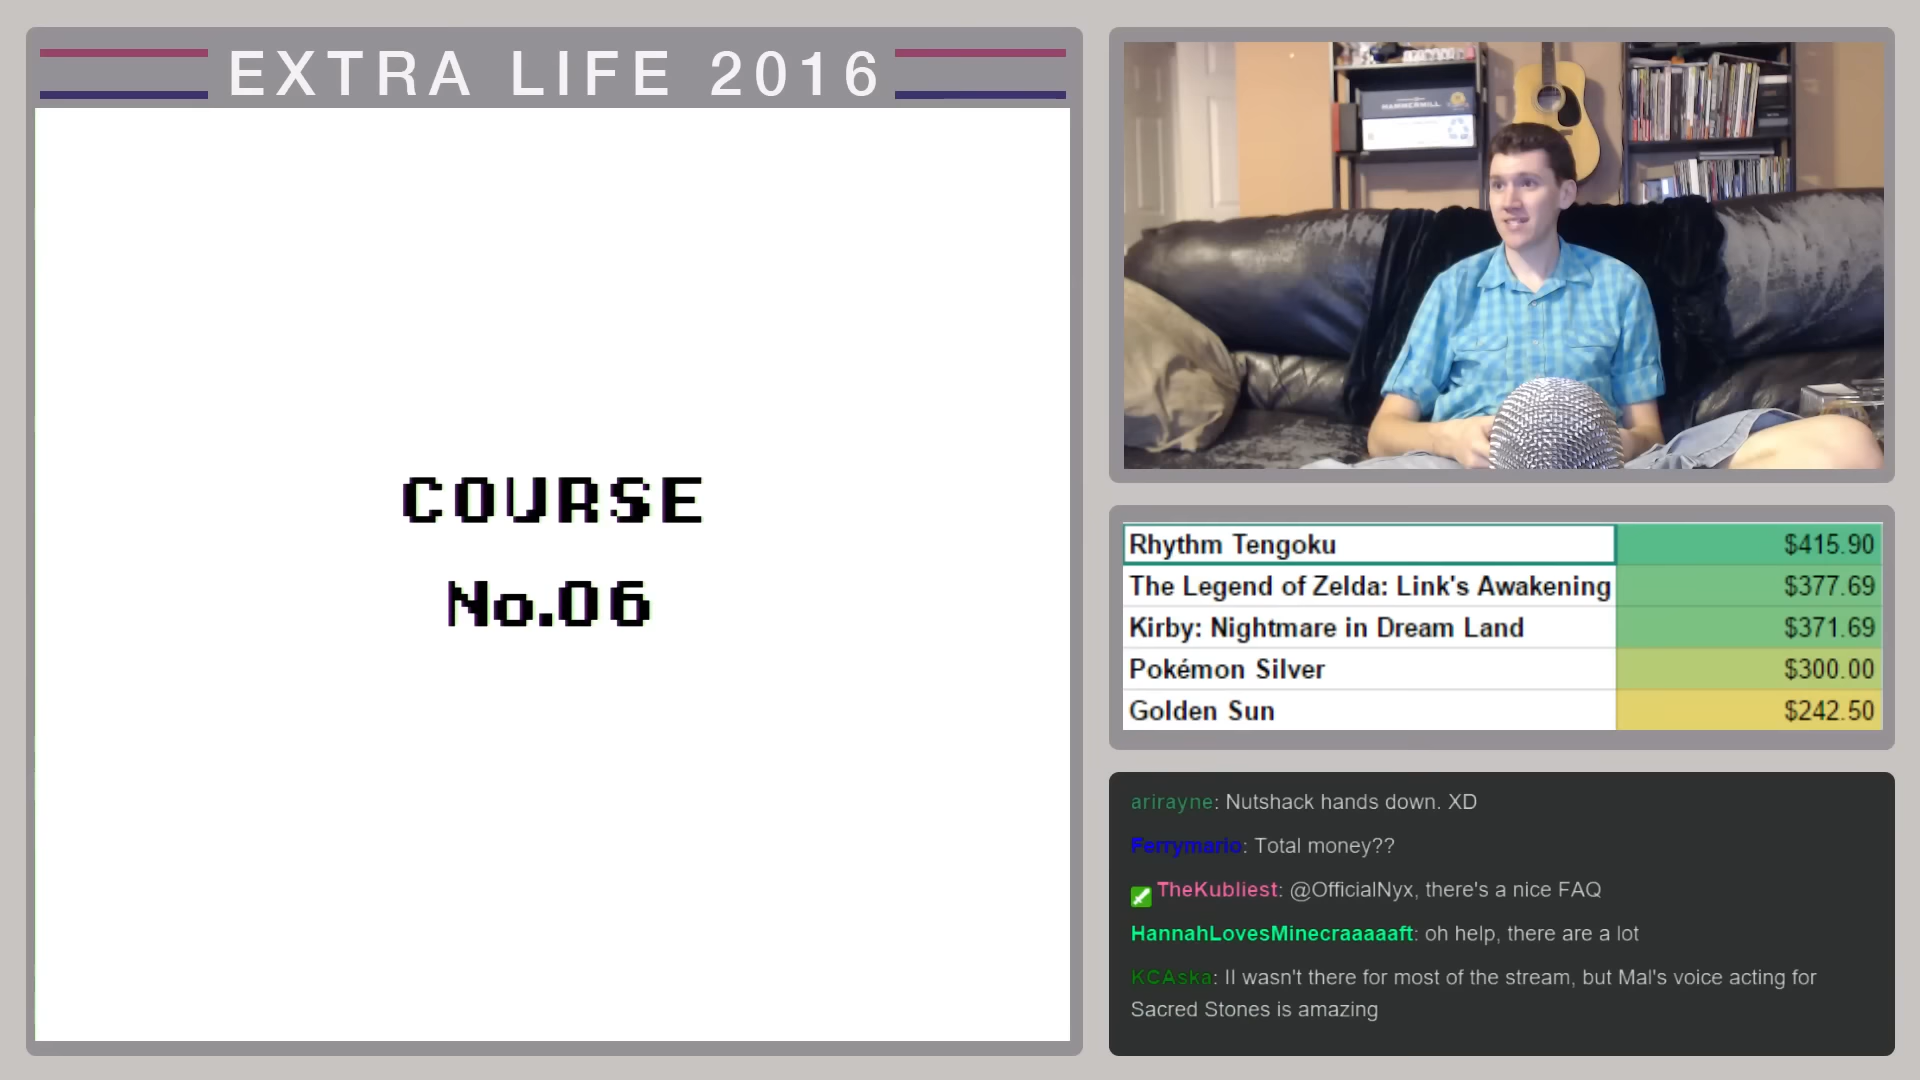 EXTRA LIFE 2016
COURSE
No.06
HAMMERMILL
Rhythm Tengoku $415.90
The Legend of Zelda: Link's Awakening $377.69
Kirby: Nightmare in Dream Land $371.69
Pokémon Silver $300.00
Golden Sun $242.50
arirayne: Nutshack hands down. XD
Ferrymario: Total money??
TheKubliest: @OfficialNyx, there's a nice FAQ
HannahLovesMinecraaaaaft: oh help, there are a lot
KCAska: II wasn't there for most of the stream, but Mal's voice acting for
Sacred Stones is amazing